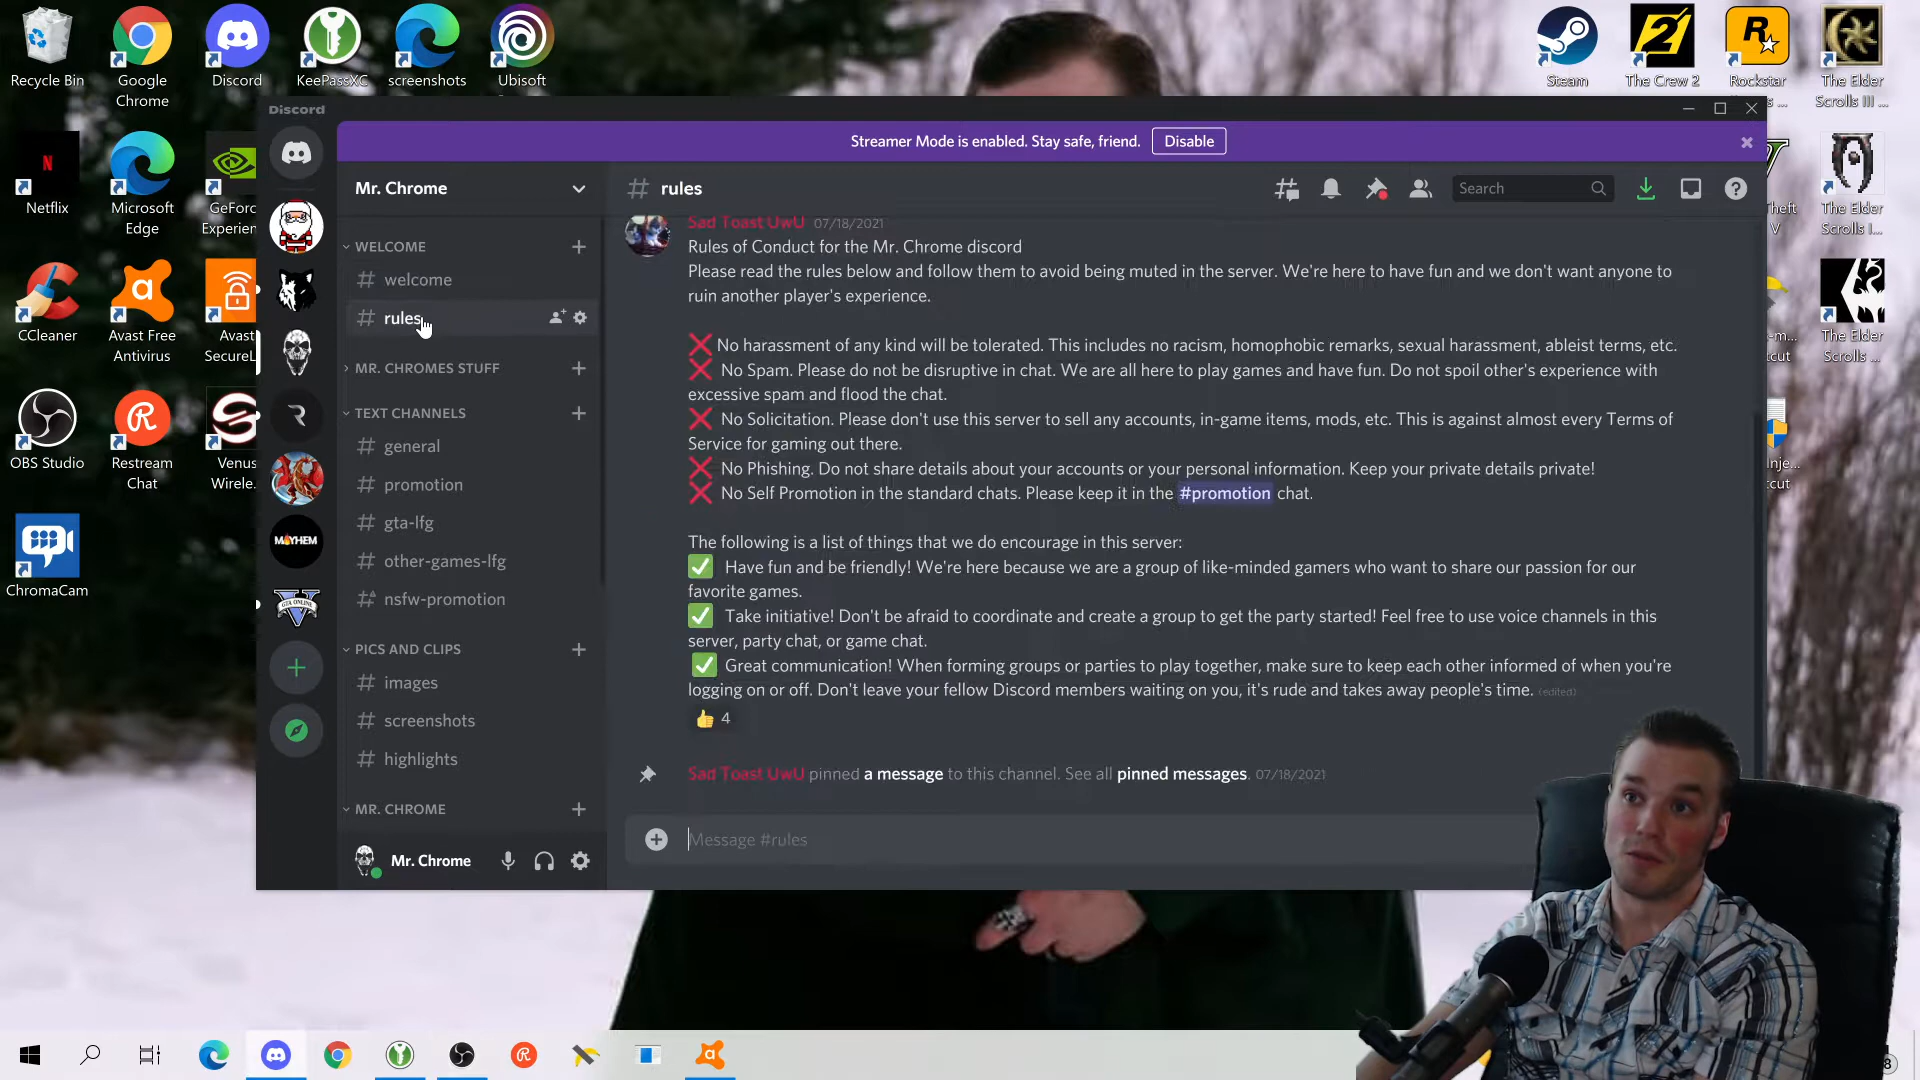 Recycle Bin
Google
Chrome
Discord
KeePassXC
screenshots
Ubisoft
Steam
The Crew 2
Rockstar
The Elder
Scrolls III ...
Netflix
Microsoft
Edge
GeForc
Experien
The Elder
Scrolls I...
CCleaner
Avast Free
Antivirus
Avast
SecureL
The Elder
Scrolls ...
OBS Studio
Restream
Chat
Venus
Wirele.
ChromaCam
Discord
Streamer Mode is enabled. Stay safe, friend.
Disable
Mr. Chrome
WELCOME
welcome
rules
MR. CHROMES STUFF
TEXT CHANNELS
general
promotion
gta-lfg
other-games-lfg
nsfw-promotion
PICS AND CLIPS
images
screenshots
highlights
MR. CHROME
Mr. Chrome
MAYHEM
# rules
Search
Sad Toast UwU 07/18/2021
Rules of Conduct for the Mr. Chrome discord
Please read the rules below and follow them to avoid being muted in the server. We're here to have fun and we don't want anyone to
ruin another player's experience.
❌ No harassment of any kind will be tolerated. This includes no racism, homophobic remarks, sexual harassment, ableist terms, etc.
❌ No Spam. Please do not be disruptive in chat. We are all here to play games and have fun. Do not spoil other's experience with
excessive spam and flood the chat.
❌ No Solicitation. Please don't use this server to sell any accounts, in-game items, mods, etc. This is against almost every Terms of
Service for gaming out there.
❌ No Phishing. Do not share details about your accounts or your personal information. Keep your private details private!
❌ No Self Promotion in the standard chats. Please keep it in the #promotion chat.
The following is a list of things that we do encourage in this server:
✅ Have fun and be friendly! We're here because we are a group of like-minded gamers who want to share our passion for our
favorite games.
✅ Take initiative! Don't be afraid to coordinate and create a group to get the party started! Feel free to use voice channels in this
server, party chat, or game chat.
✅ Great communication! When forming groups or parties to play together, make sure to keep each other informed of when you're
logging on or off. Don't leave your fellow Discord members waiting on you, it's rude and takes away people's time. (edited)
👍 4
Sad Toast UwU pinned a message to this channel. See all pinned messages. 07/18/2021
Message #rules